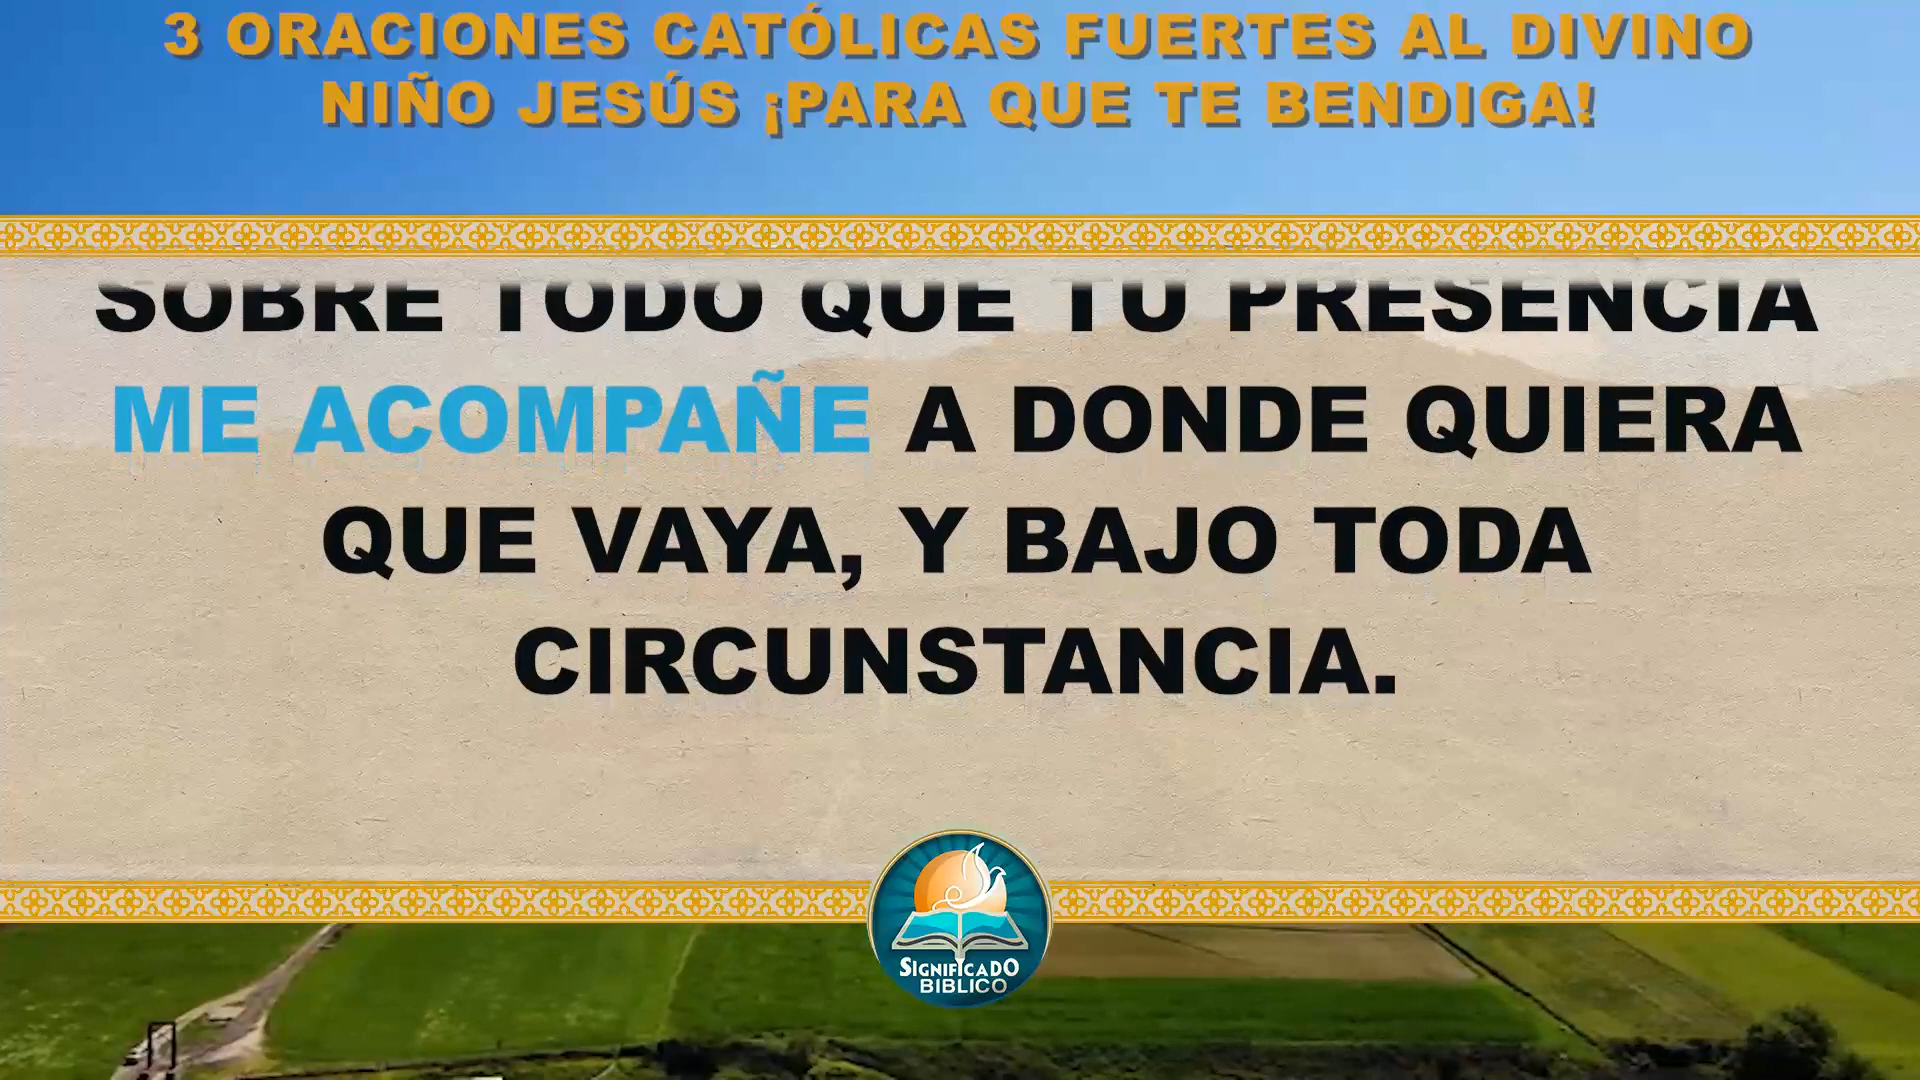 3 ORACIONES CATÓLICAS FUERTES AL DIVINO
NIÑO JESÚS ¡PARA QUE TE BENDIGA!
SOBRE TODO QUE TU PRESENCIA
ME ACOMPAÑE A DONDE QUIERA
QUE VAYA, Y BAJO TODA
CIRCUNSTANCIA.
SIGNIFICADO
BIBLICO